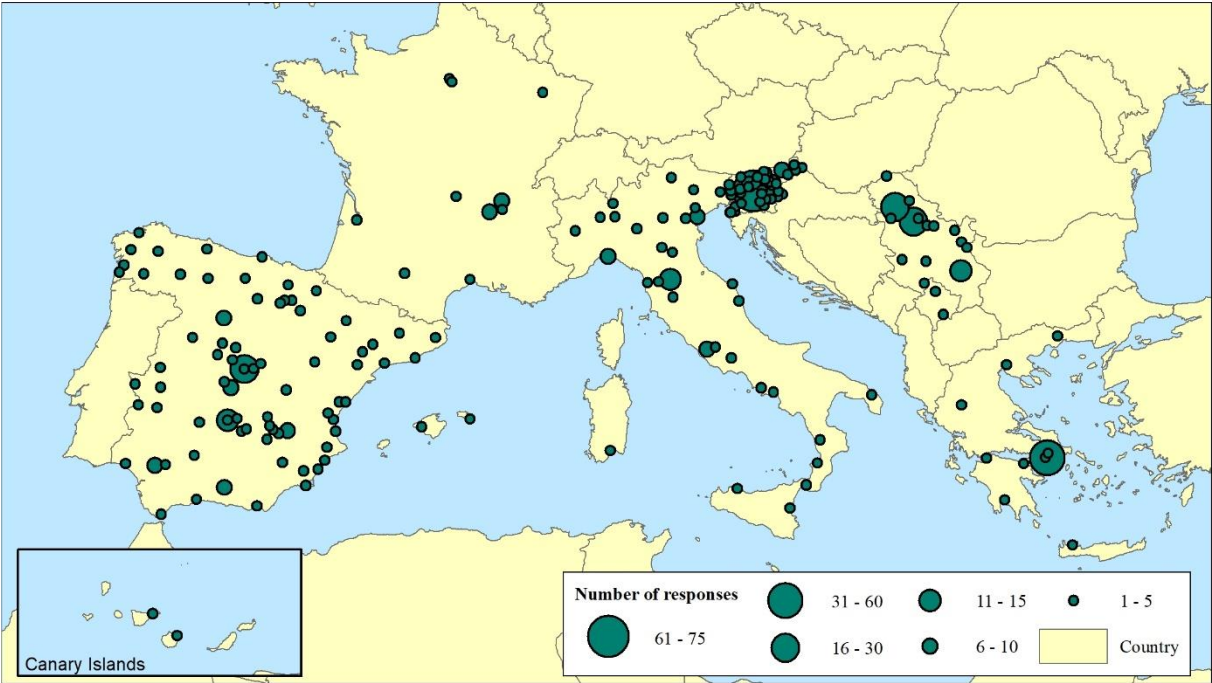 Canary Islands
Number of responses
61 - 75
31 - 60
16 - 30
11 - 15
6 - 10
1 - 5
Country